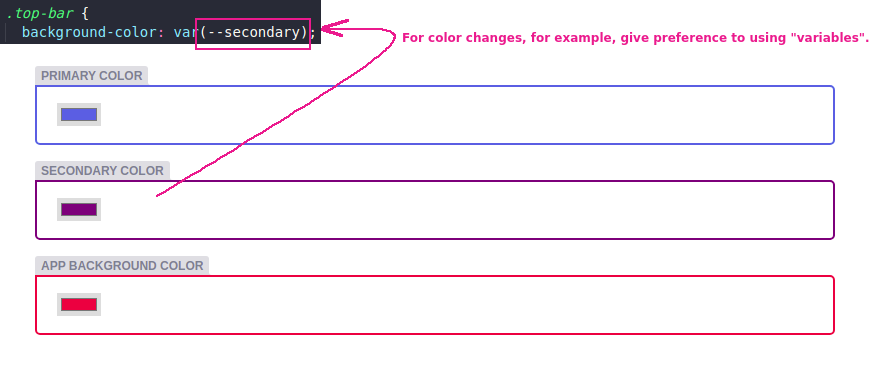 .top-bar {
background-color: var(--secondary);
For color changes, for example, give preference to using "variables".
PRIMARY COLOR
SECONDARY COLOR
APP BACKGROUND COLOR